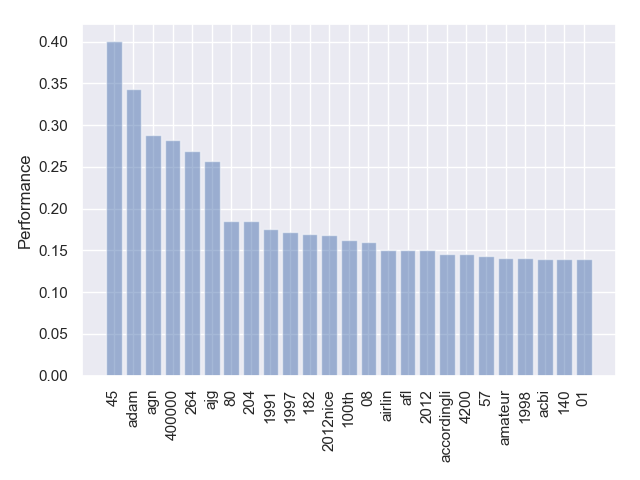 0.40
0.35
0.30
0.25
0.20
0.15
0.10
0.05
0.00
Performance
45
adam
agn
400000
264
ajg
80
204
1991
1997
182
2012nice
100th
08
airlin
afl
2012
accordingli
4200
57
amateur
1998
acbi
140
01